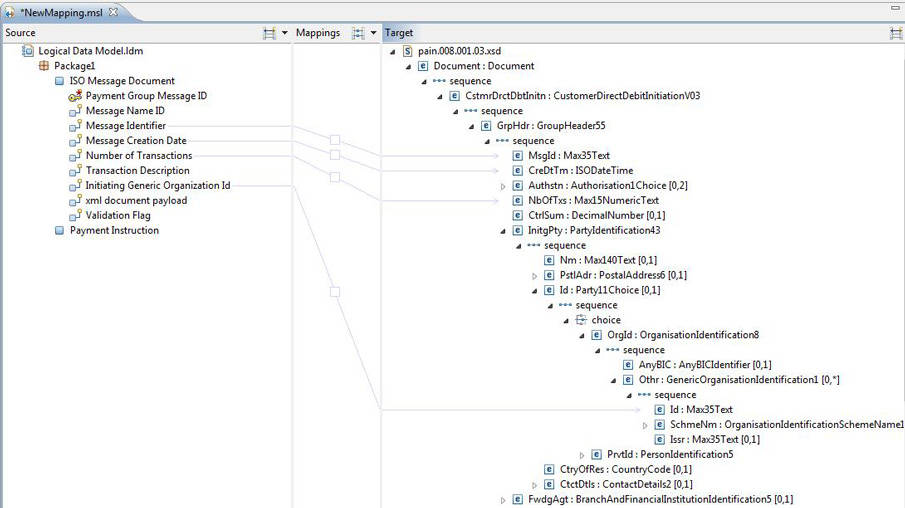 *NewMapping.msl
Source
Mappings
Target
Logical Data Model.ldm
Package1
ISO Message Document
Payment Group Message ID
Message Name ID
Message Identifier
Message Creation Date
Number of Transactions
Transaction Description
Initiating Generic Organization Id
xml document payload
Validation Flag
Payment Instruction
pain.008.001.03.xsd
Document : Document
sequence
CstmrDrctDbtInitn : CustomerDirectDebitInitiationV03
sequence
GrpHdr : GroupHeader55
sequence
MsgId : Max35Text
CreDtTm : ISODateTime
Authstn : Authorisation1Choice [0,2]
NbOfTxs : Max15NumericText
CtrlSum : DecimalNumber [0,1]
InitgPty : PartyIdentification43
sequence
Nm : Max140Text [0,1]
PstlAdr : PostalAddress6 [0,1]
Id : Party11Choice [0,1]
sequence
choice
OrgId : OrganisationIdentification8
sequence
AnyBIC : AnyBICIdentifier [0,1]
Othr : GenericOrganisationIdentification1 [0,*]
sequence
Id : Max35Text
SchmeNm : OrganisationIdentificationSchemeName1
Issr : Max35Text [0,1]
PrvtId : PersonIdentification5
CtryOfRes : CountryCode [0,1]
CtctDtls : ContactDetails2 [0,1]
FwdgAgt : BranchAndFinancialInstitutionIdentification5 [0,1]